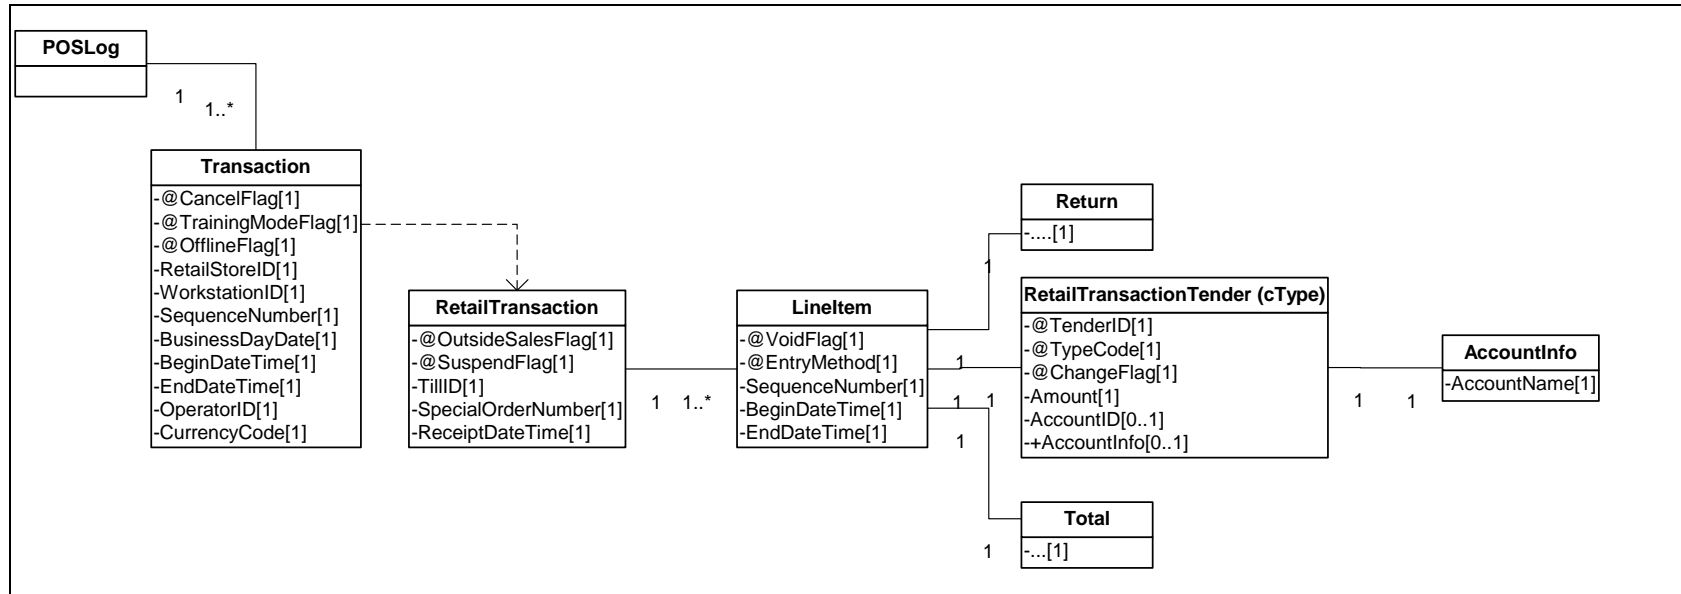 POSLog
1
1..*
Transaction
-@CancelFlag[1]
-@TrainingModeFlag[1]
-@OfflineFlag[1]
-RetailStoreID[1]
-WorkstationID[1]
-SequenceNumber[1]
-BusinessDayDate[1]
-BeginDateTime[1]
-EndDateTime[1]
-OperatorID[1]
-CurrencyCode[1]
RetailTransaction
-@OutsideSalesFlag[1]
-@SuspendFlag[1]
-TillID[1]
-SpecialOrderNumber[1]
-ReceiptDateTime[1]
1
1..*
LineItem
-@VoidFlag[1]
-@EntryMethod[1]
-SequenceNumber[1]
-BeginDateTime[1]
-EndDateTime[1]
1
1
1
1
1
1
Return
-....[1]
RetailTransactionTender (cType)
-@TenderID[1]
-@TypeCode[1]
-@ChangeFlag[1]
-Amount[1]
-AccountID[0..1]
-+AccountInfo[0..1]
1
1
AccountInfo
-AccountName[1]
Total
-...[1]